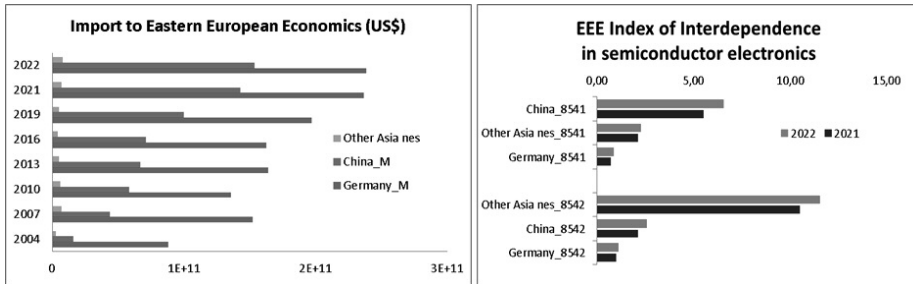 Import to Eastern European Economics (US$)
2022
2021
2019
2016
2013
2010
2007
2004
Other Asia nes
China_M
Germany_M
0
1E+11
2E+11
3E+11
EEE Index of Interdependence
in semiconductor electronics
0,00
5,00
10,00
15,00
China_8541
Other Asia nes_8541
Germany_8541
Other Asia nes_8542
China_8542
Germany_8542
2022
2021